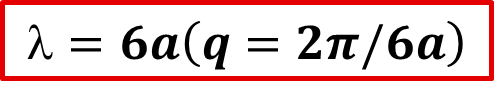 λ = 6a(q = 2π/6a)